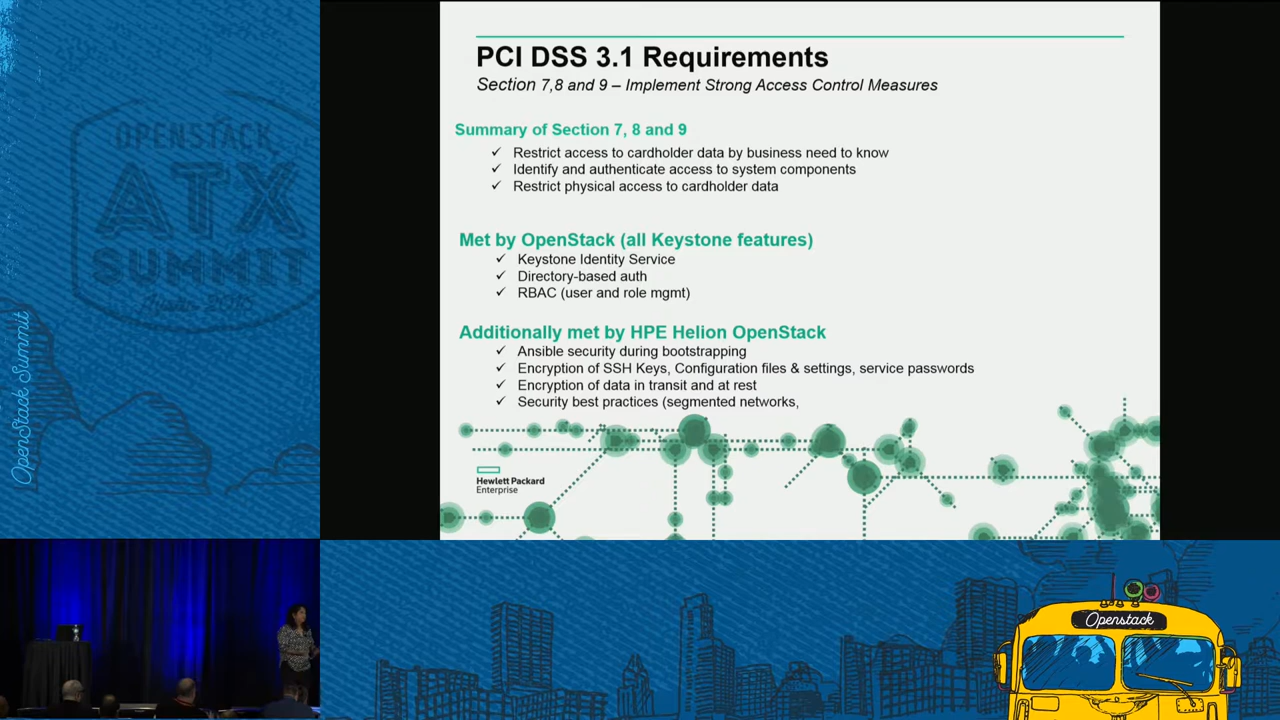 PCI DSS 3.1 Requirements
Section 7,8 and 9 – Implement Strong Access Control Measures
Summary of Section 7, 8 and 9
✓ Restrict access to cardholder data by business need to know
✓ Identify and authenticate access to system components
✓ Restrict physical access to cardholder data
Met by OpenStack (all Keystone features)
✓ Keystone Identity Service
✓ Directory-based auth
✓ RBAC (user and role mgmt)
Additionally met by HPE Helion OpenStack
✓ Ansible security during bootstrapping
✓ Encryption of SSH Keys, Configuration files & settings, service passwords
✓ Encryption of data in transit and at rest
✓ Security best practices (segmented networks,
Hewlett Packard
Enterprise
OPENSTACK
ATX
SUMMIT
OpenStack Summit
Openstack